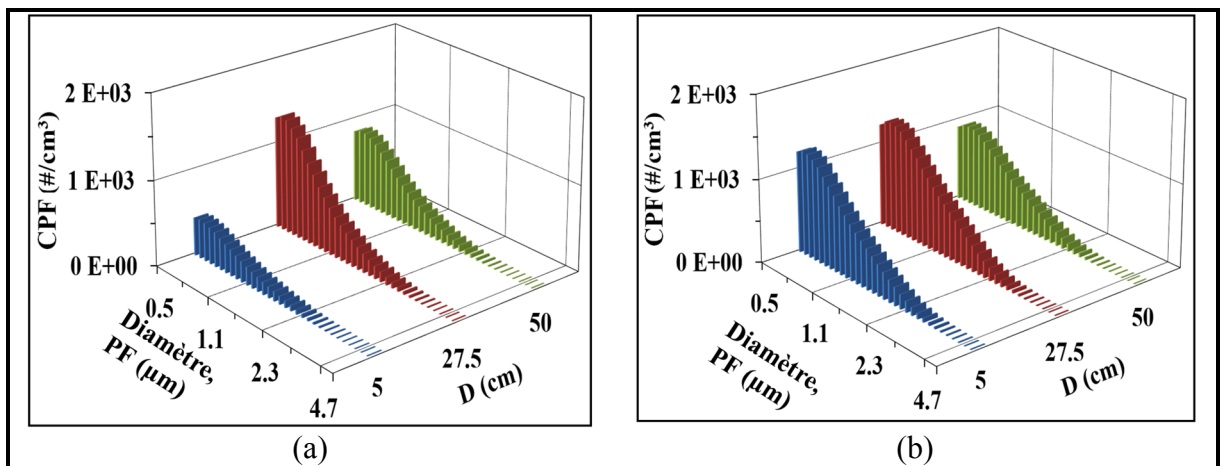 2 E+03
1 E+03
0 E+00
CPF (#/cm³)
0.5
1.1
2.3
4.7
Diamètre,
PF (µm)
5
27.5
50
D (cm)
(a)
2 E+03
1 E+03
0 E+00
CPF (#/cm³)
0.5
1.1
2.3
4.7
Diamètre,
PF (µm)
5
27.5
50
D (cm)
(b)